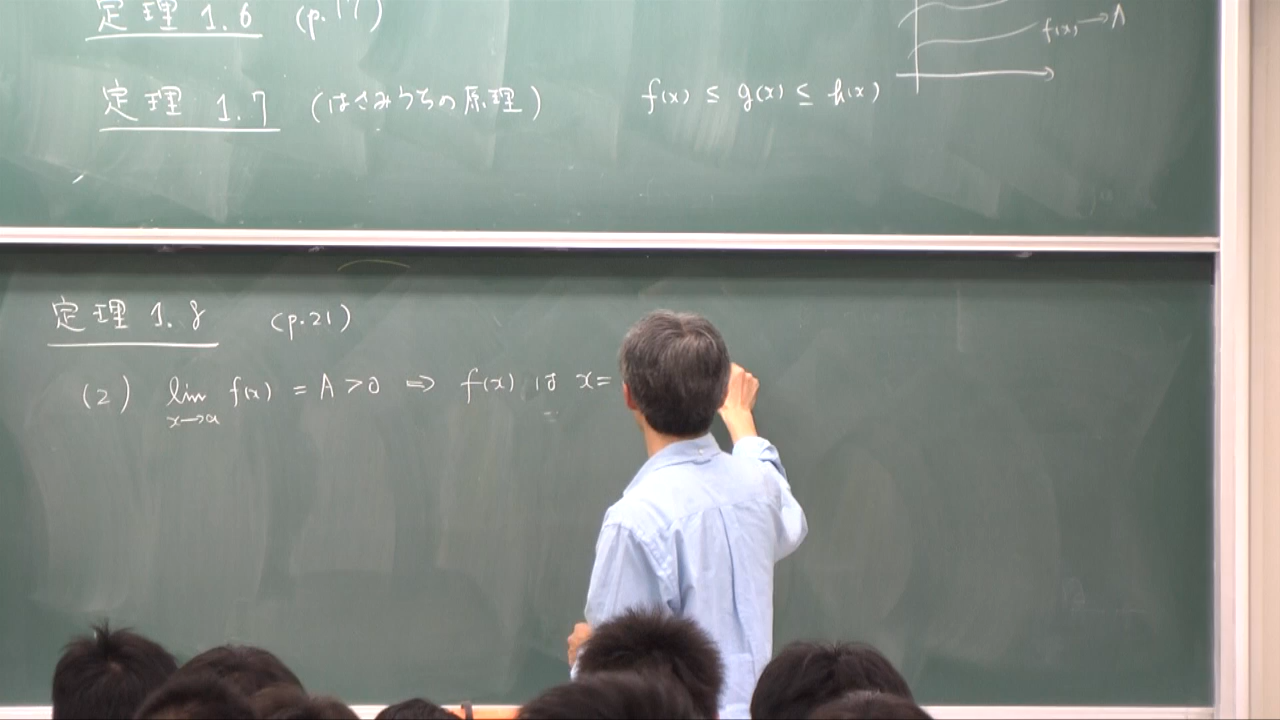 定理 1.6 (p.17)
定理 1.7 (はさみうちの原理) f(x) ≤ g(x) ≤ h(x)
f(x) → A
定理 1.8 (p.21)
(2) lim f(x) = A > 0 ⇒ f(x) は x=
x→a